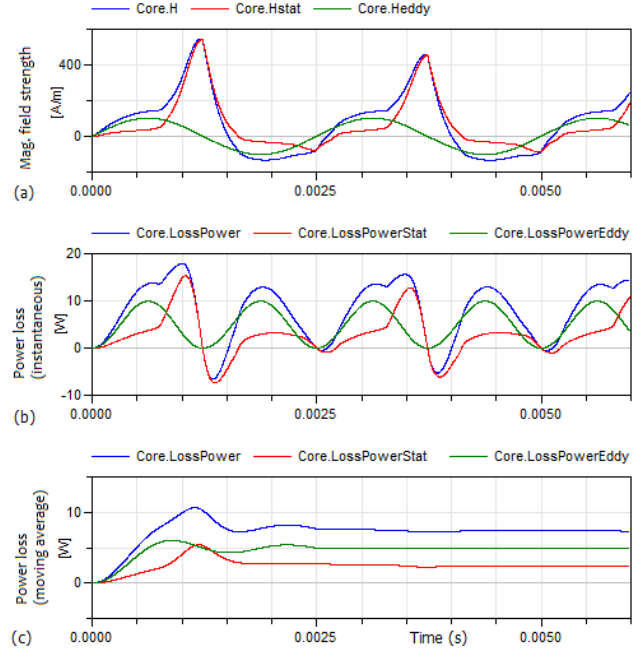 Core.H Core.Hstat Core.Heddy
Mag. field strength
[A/m]
400
0
(a)
0.0000 0.0025 0.0050
Core.LossPower Core.LossPowerStat Core.LossPowerEddy
Power loss
(instantaneous)
[W]
20
10
0
-10
(b)
0.0000 0.0025 0.0050
Core.LossPower Core.LossPowerStat Core.LossPowerEddy
Power loss
(moving average)
[W]
10
0
(c)
0.0000 0.0025 Time (s) 0.0050